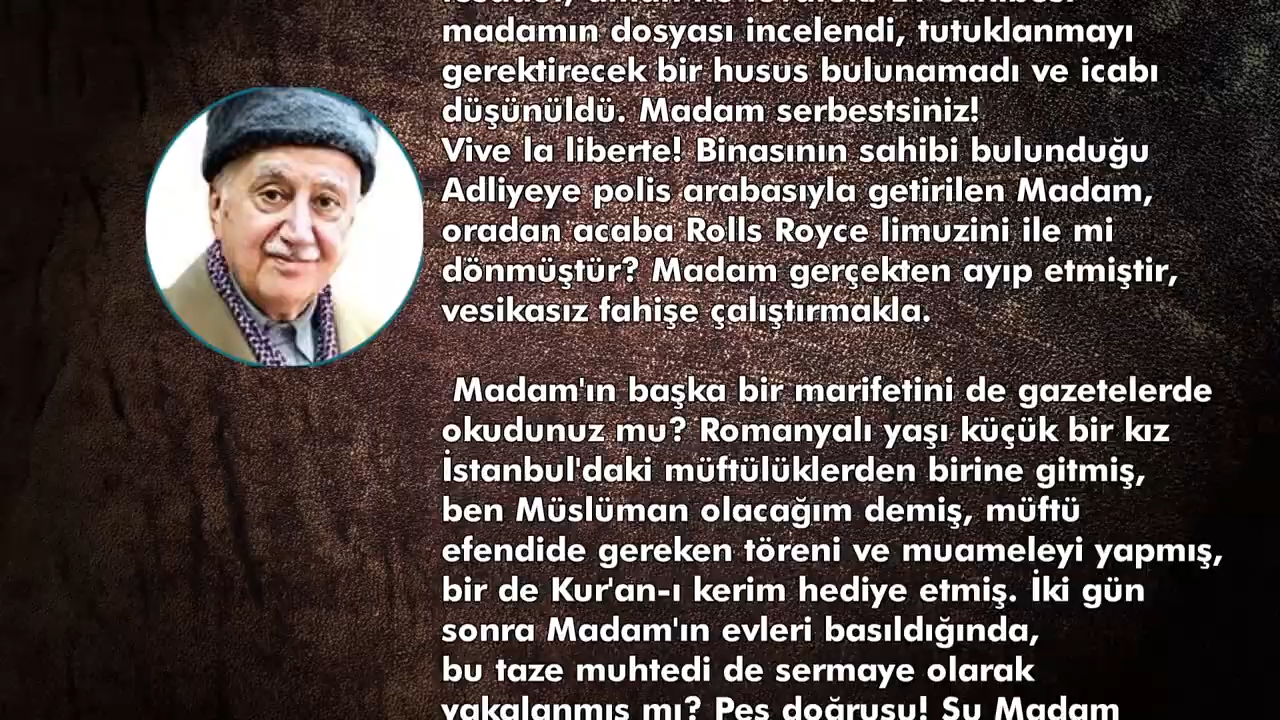 madamın dosyası incelendi, tutuklanmayı
gerektirecek bir husus bulunamadı ve icabı
düşünüldü. Madam serbestsiniz!
Vive la liberte! Binasının sahibi bulunduğu
Adliyeye polis arabasıyla getirilen Madam,
oradan acaba Rolls Royce limuzini ile mi
dönmüştür? Madam gerçekten ayıp etmiştir,
vesikasız fahişe çalıştırmakla.
Madam'ın başka bir marifetini de gazetelerde
okudunuz mu? Romanyalı yaşı küçük bir kız
İstanbul'daki müftülüklerden birine gitmiş,
ben Müslüman olacağım demiş, müftü
efendide gereken töreni ve muameleyi yapmış,
bir de Kur'an-ı kerim hediye etmiş. İki gün
sonra Madam'ın evleri basıldığında,
bu taze muhtedi de sermaye olarak
yakalanmış mı? Pes doğrusu! Şu Madam